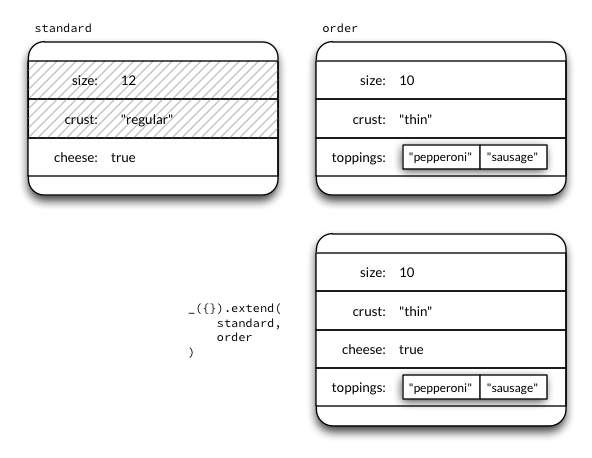 standard
size: 12
crust: "regular"
cheese: true
order
size: 10
crust: "thin"
toppings: "pepperoni" "sausage"
_({}).extend(
    standard,
    order
)
size: 10
crust: "thin"
cheese: true
toppings: "pepperoni" "sausage"